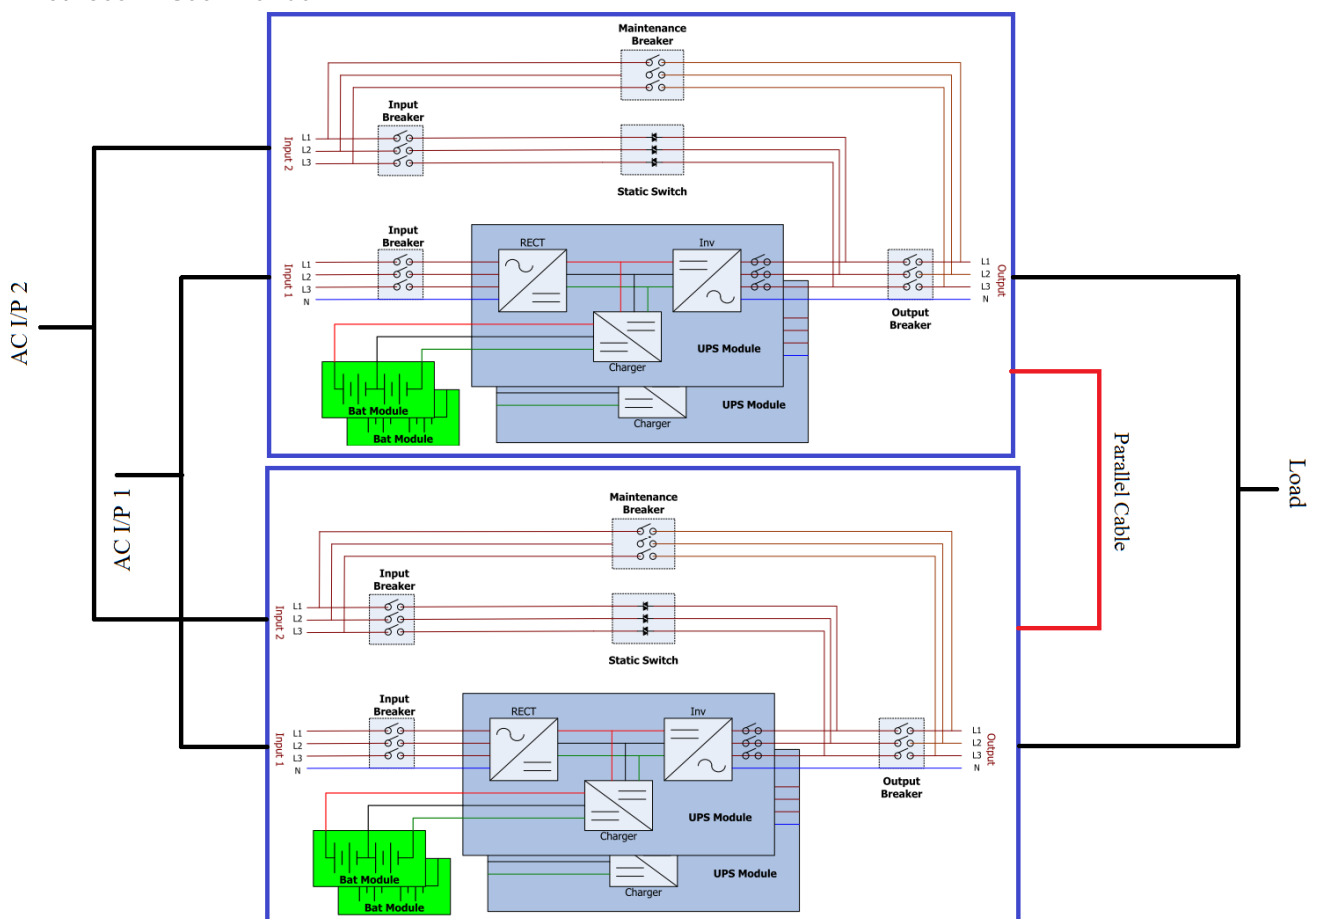 Maintenance
Breaker
Input
Breaker
L1
L2
L3
Input 2
Static Switch
Input
Breaker
RECT
Inv
L1
L2
L3
N
Input 1
L1
L2
L3
N
Output
Output
Breaker
Charger
UPS Module
Bat Module
Bat Module
Charger
UPS Module
AC I/P 2
AC I/P 1
Parallel Cable
Load
Maintenance
Breaker
Input
Breaker
L1
L2
L3
Input 2
Static Switch
Input
Breaker
RECT
Inv
L1
L2
L3
N
Input 1
L1
L2
L3
N
Output
Output
Breaker
Charger
UPS Module
Bat Module
Bat Module
Charger
UPS Module